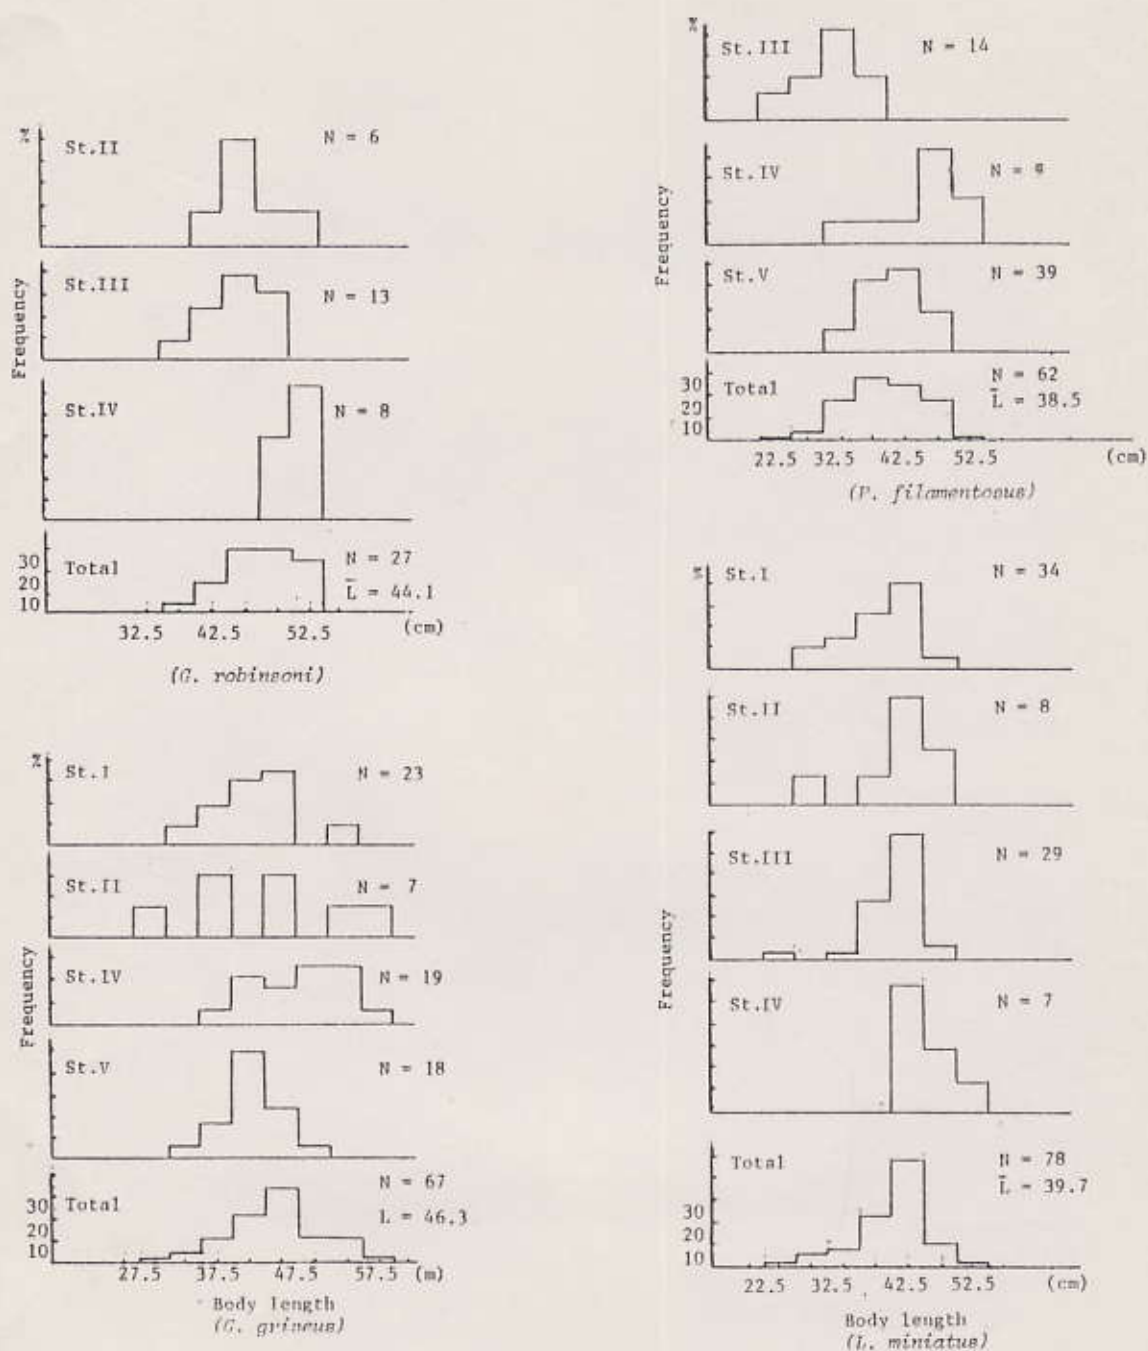 %
St.II N = 6
St.III N = 13
Frequency
St.IV N = 8
Total N = 27
L̄ = 44.1
30
20
10
32.5 42.5 52.5 (cm)
(G. robinsoni)
%
St.I N = 23
St.II N = 7
St.IV N = 19
Frequency
St.V N = 18
Total N = 67
L = 46.3
30
20
10
27.5 37.5 47.5 57.5 (m)
Body length
(G. griseus)
%
St.III N = 14
St.IV N = 9
Frequency
St.V N = 39
Total N = 62
L̄ = 38.5
30
20
10
22.5 32.5 42.5 52.5 (cm)
(P. filamentosus)
%
St.I N = 34
St.II N = 8
St.III N = 29
Frequency
St.IV N = 7
Total N = 78
L̄ = 39.7
30
20
10
22.5 32.5 42.5 52.5 (cm)
Body length
(L. miniatus)